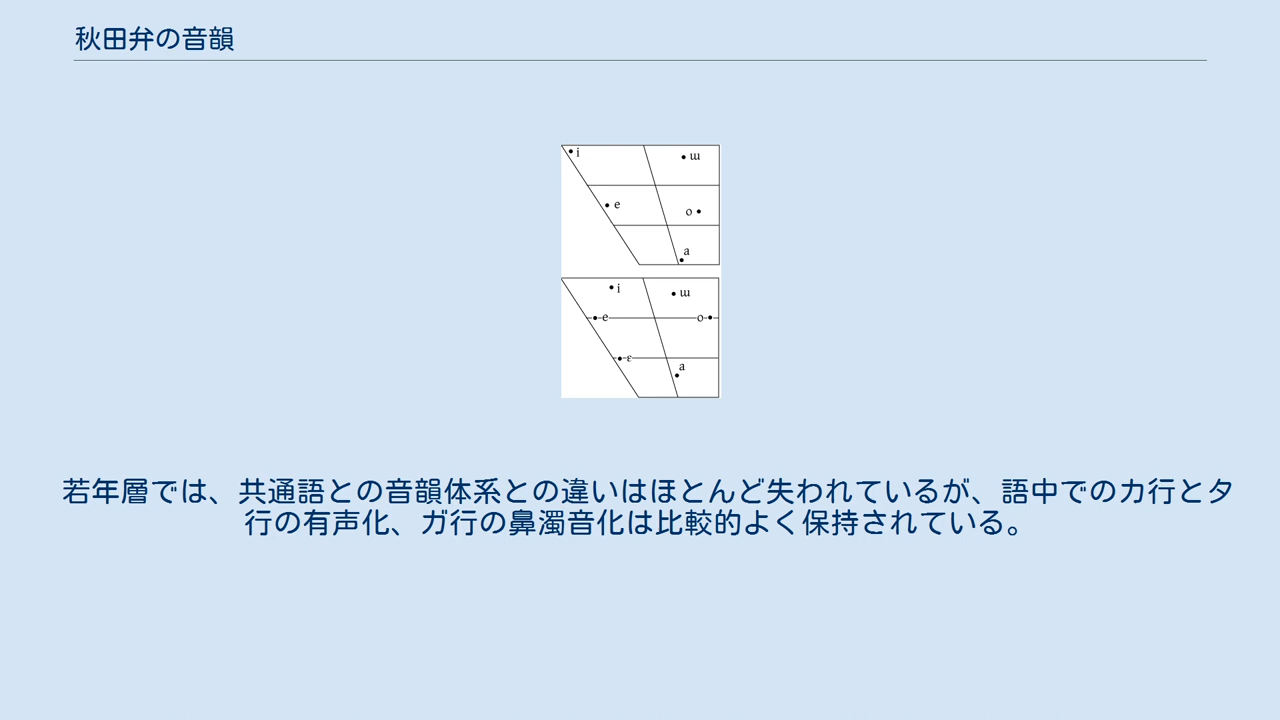 秋田弁の音韻
i ɯ
e
o
a
i ɯ
e o
ɛ
a
若年層では、共通語との音韻体系との違いはほとんど失われているが、語中でのカ行とタ
行の有声化、ガ行の鼻濁音化は比較的よく保持されている。